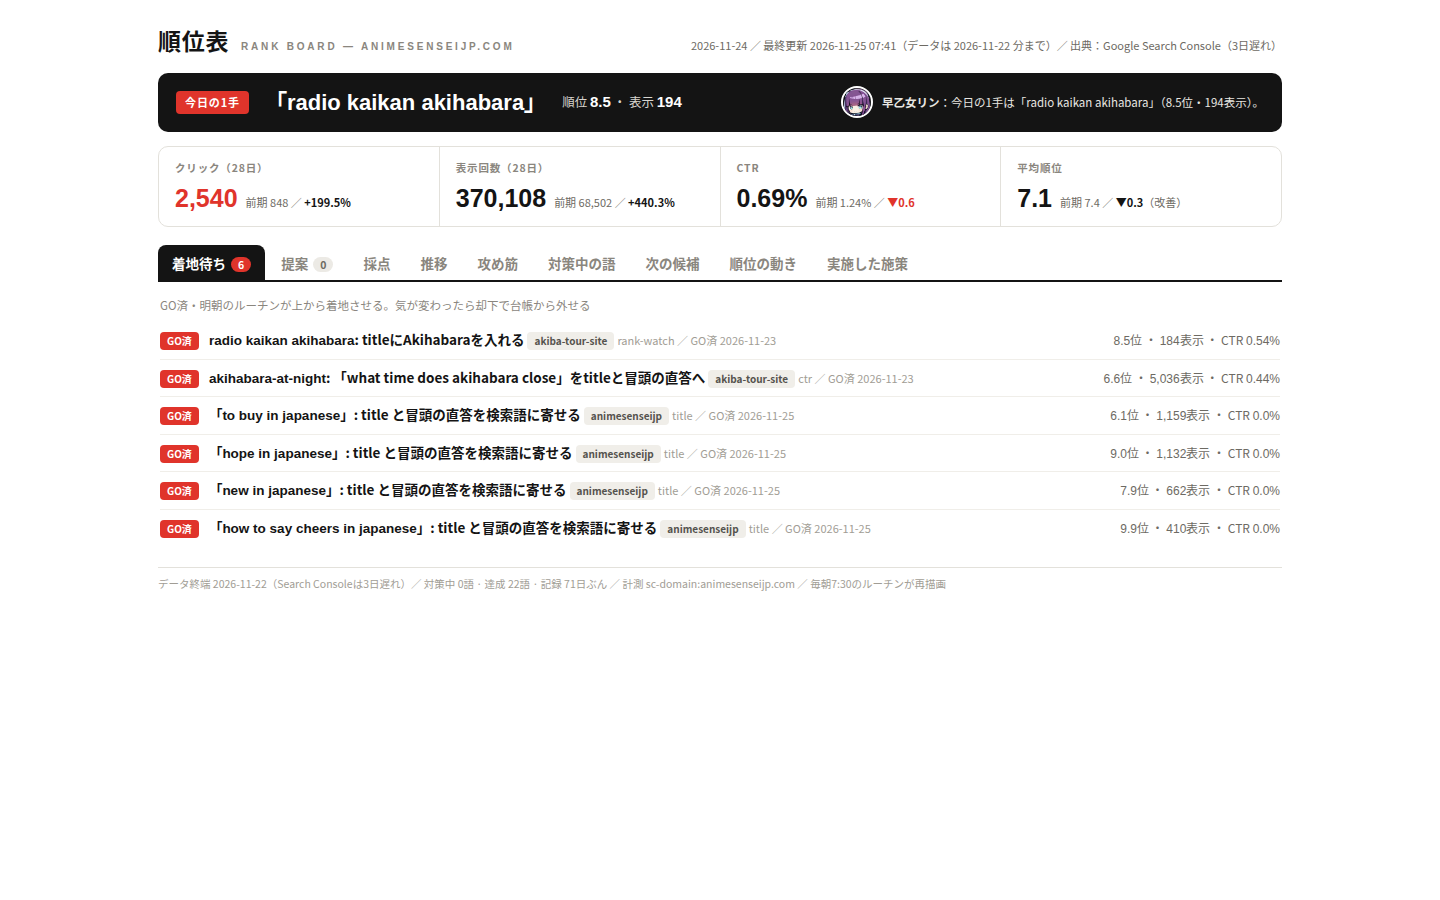 順位表 RANK BOARD — ANIMESENSEIJP.COM 2026-11-24 ／ 最終更新 2026-11-25 07:41（データは 2026-11-22 分まで）／ 出典：Google Search Console（3日遅れ）
今日の1手 「radio kaikan akihabara」 順位 8.5 ・ 表示 194 早乙女リン：今日の1手は「radio kaikan akihabara」（8.5位・194表示）。
クリック（28日） 表示回数（28日） CTR 平均順位
2,540 前期 848 ／ +199.5% 370,108 前期 68,502 ／ +440.3% 0.69% 前期 1.24% ／ ▼0.6 7.1 前期 7.4 ／ ▼0.3（改善）
着地待ち 6 提案 0 採点 推移 攻め筋 対策中の語 次の候補 順位の動き 実施した施策
GO済・明朝のルーチンが上から着地させる。気が変わったら却下で台帳から外せる
GO済 radio kaikan akihabara: titleにAkihabaraを入れる akiba-tour-site rank-watch ／ GO済 2026-11-23 8.5位 ・ 184表示 ・ CTR 0.54%
GO済 akihabara-at-night: 「what time does akihabara close」をtitleと冒頭の直答へ akiba-tour-site ctr ／ GO済 2026-11-23 6.6位 ・ 5,036表示 ・ CTR 0.44%
GO済 「to buy in japanese」: title と冒頭の直答を検索語に寄せる animesenseijp title ／ GO済 2026-11-25 6.1位 ・ 1,159表示 ・ CTR 0.0%
GO済 「hope in japanese」: title と冒頭の直答を検索語に寄せる animesenseijp title ／ GO済 2026-11-25 9.0位 ・ 1,132表示 ・ CTR 0.0%
GO済 「new in japanese」: title と冒頭の直答を検索語に寄せる animesenseijp title ／ GO済 2026-11-25 7.9位 ・ 662表示 ・ CTR 0.0%
GO済 「how to say cheers in japanese」: title と冒頭の直答を検索語に寄せる animesenseijp title ／ GO済 2026-11-25 9.9位 ・ 410表示 ・ CTR 0.0%
データ終端 2026-11-22（Search Consoleは3日遅れ）／ 対策中 0語 · 達成 22語 · 記録 71日ぶん ／ 計測 sc-domain:animesenseijp.com ／ 毎朝7:30のルーチンが再描画